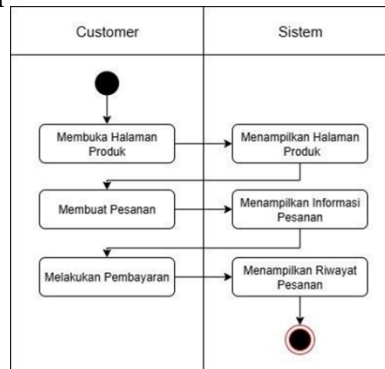 Customer
Sistem
Membuka Halaman
Produk
Menampilkan Halaman
Produk
Membuat Pesanan
Menampilkan Informasi
Pesanan
Melakukan Pembayaran
Menampilkan Riwayat
Pesanan